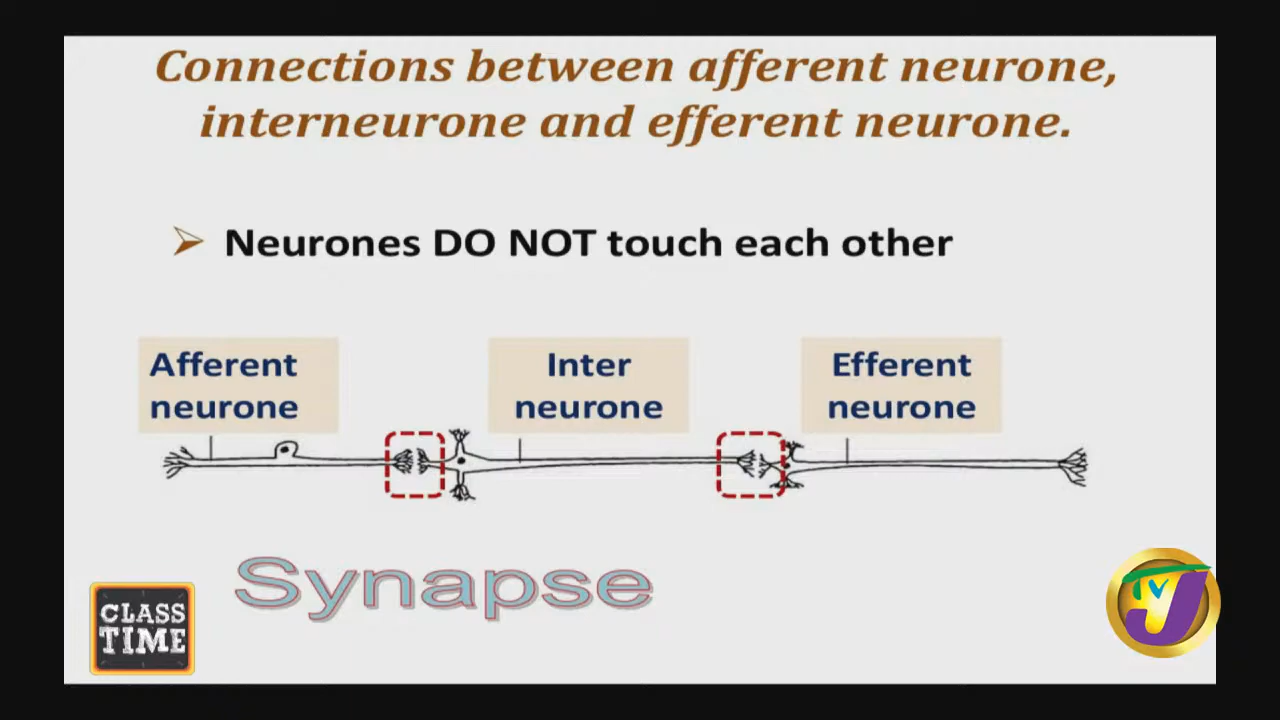 Connections between afferent neurone,
interneurone and efferent neurone.
Neurones DO NOT touch each other
Afferent
neurone
Inter
neurone
Efferent
neurone
Synapse
CLASS
TIME
TVJ